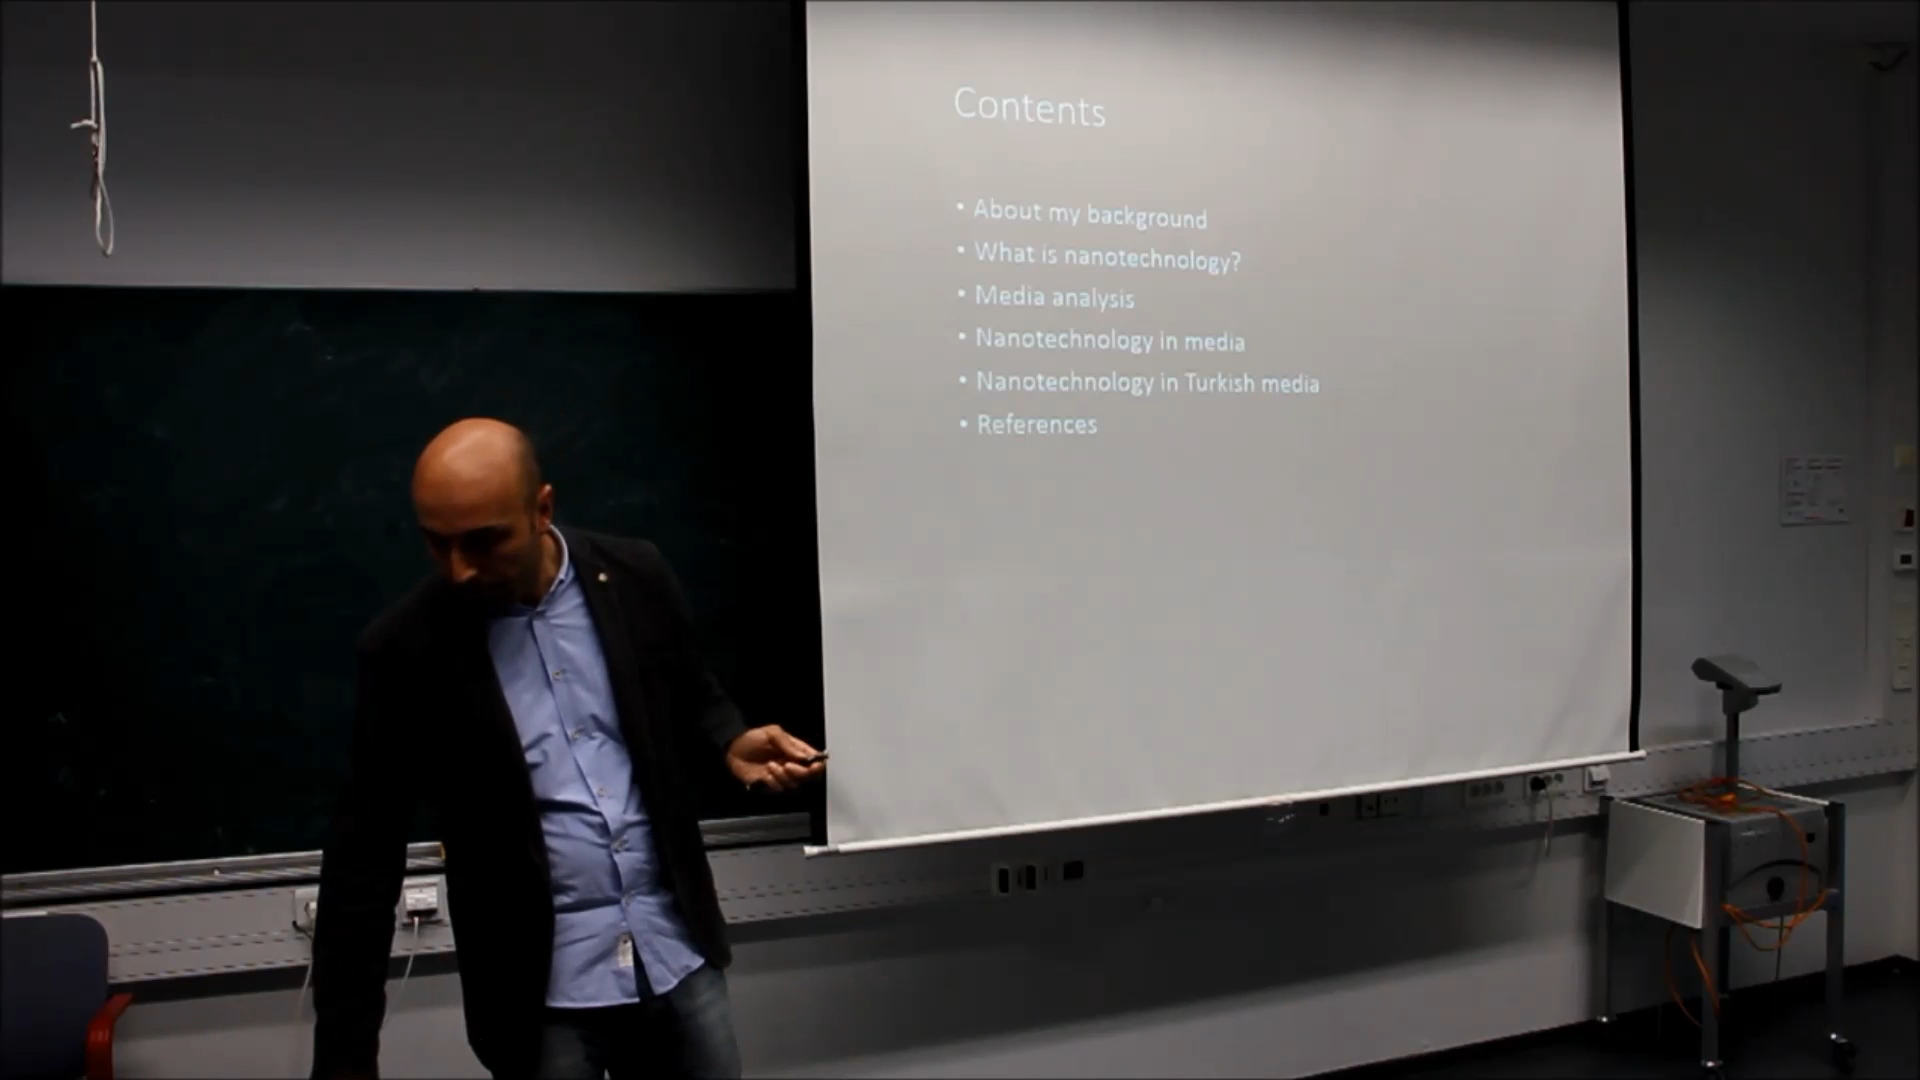 Contents
• About my background
• What is nanotechnology?
• Media analysis
• Nanotechnology in media
• Nanotechnology in Turkish media
• References